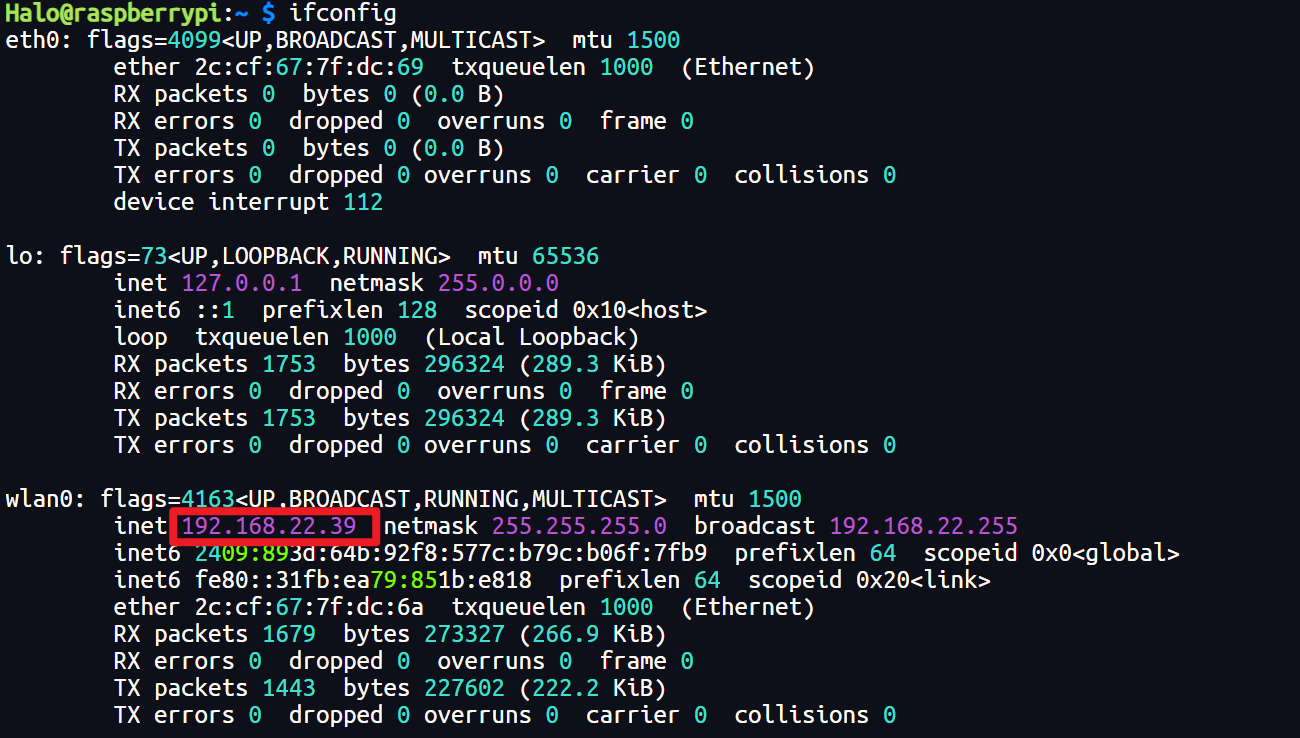 Halo@raspberrypi:~ $ ifconfig
eth0: flags=4099<UP,BROADCAST,MULTICAST>  mtu 1500
        ether 2c:cf:67:7f:dc:69  txqueuelen 1000  (Ethernet)
        RX packets 0  bytes 0 (0.0 B)
        RX errors 0  dropped 0  overruns 0  frame 0
        TX packets 0  bytes 0 (0.0 B)
        TX errors 0  dropped 0 overruns 0  carrier 0  collisions 0
        device interrupt 112

lo: flags=73<UP,LOOPBACK,RUNNING>  mtu 65536
        inet 127.0.0.1  netmask 255.0.0.0
        inet6 ::1  prefixlen 128  scopeid 0x10<host>
        loop  txqueuelen 1000  (Local Loopback)
        RX packets 1753  bytes 296324 (289.3 KiB)
        RX errors 0  dropped 0  overruns 0  frame 0
        TX packets 1753  bytes 296324 (289.3 KiB)
        TX errors 0  dropped 0 overruns 0  carrier 0  collisions 0

wlan0: flags=4163<UP,BROADCAST,RUNNING,MULTICAST>  mtu 1500
        inet 192.168.22.39  netmask 255.255.255.0  broadcast 192.168.22.255
        inet6 2409:893d:64b:92f8:577c:b79c:b06f:7fb9  prefixlen 64  scopeid 0x0<global>
        inet6 fe80::31fb:ea79:851b:e818  prefixlen 64  scopeid 0x20<link>
        ether 2c:cf:67:7f:dc:6a  txqueuelen 1000  (Ethernet)
        RX packets 1679  bytes 273327 (266.9 KiB)
        RX errors 0  dropped 0  overruns 0  frame 0
        TX packets 1443  bytes 227602 (222.2 KiB)
        TX errors 0  dropped 0 overruns 0  carrier 0  collisions 0